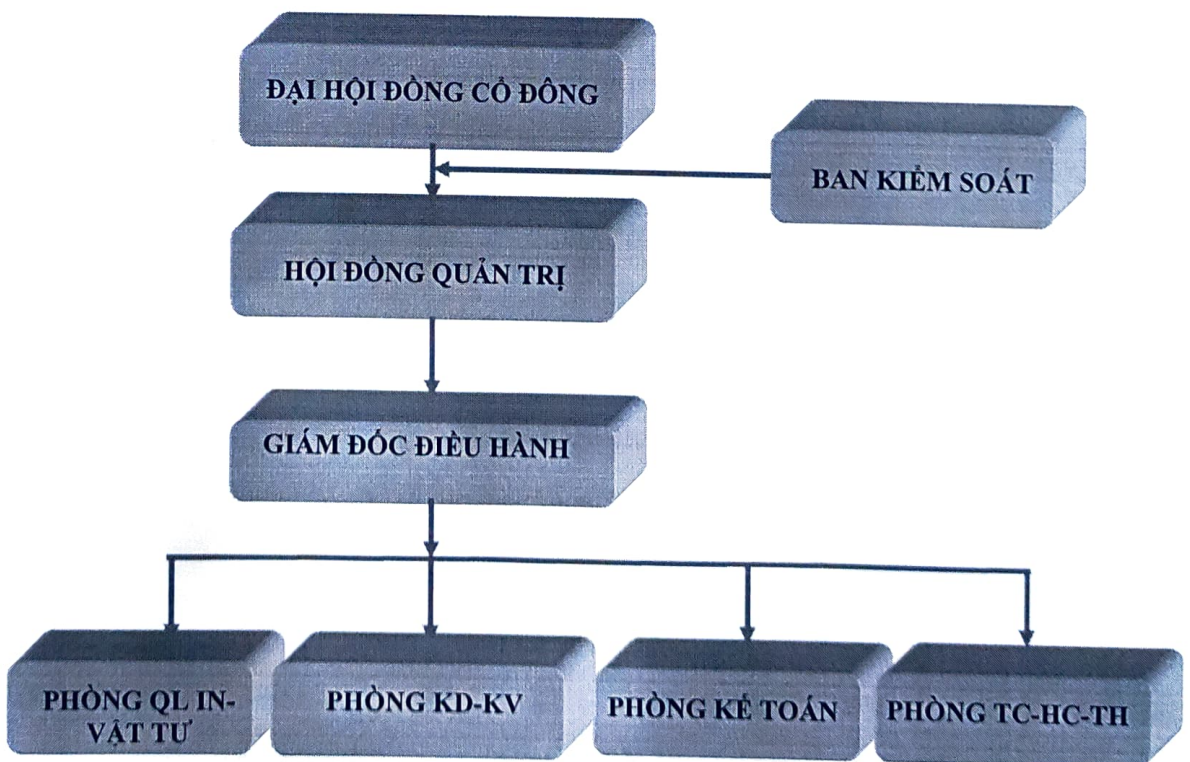 ĐẠI HỘI ĐỒNG CỔ ĐÔNG
BAN KIỂM SOÁT
HỘI ĐỒNG QUẢN TRỊ
GIÁM ĐỐC ĐIỀU HÀNH
PHÒNG QL IN-
VẬT TƯ
PHÒNG KD-KV
PHÒNG KẾ TOÁN
PHÒNG TC-HC-TH